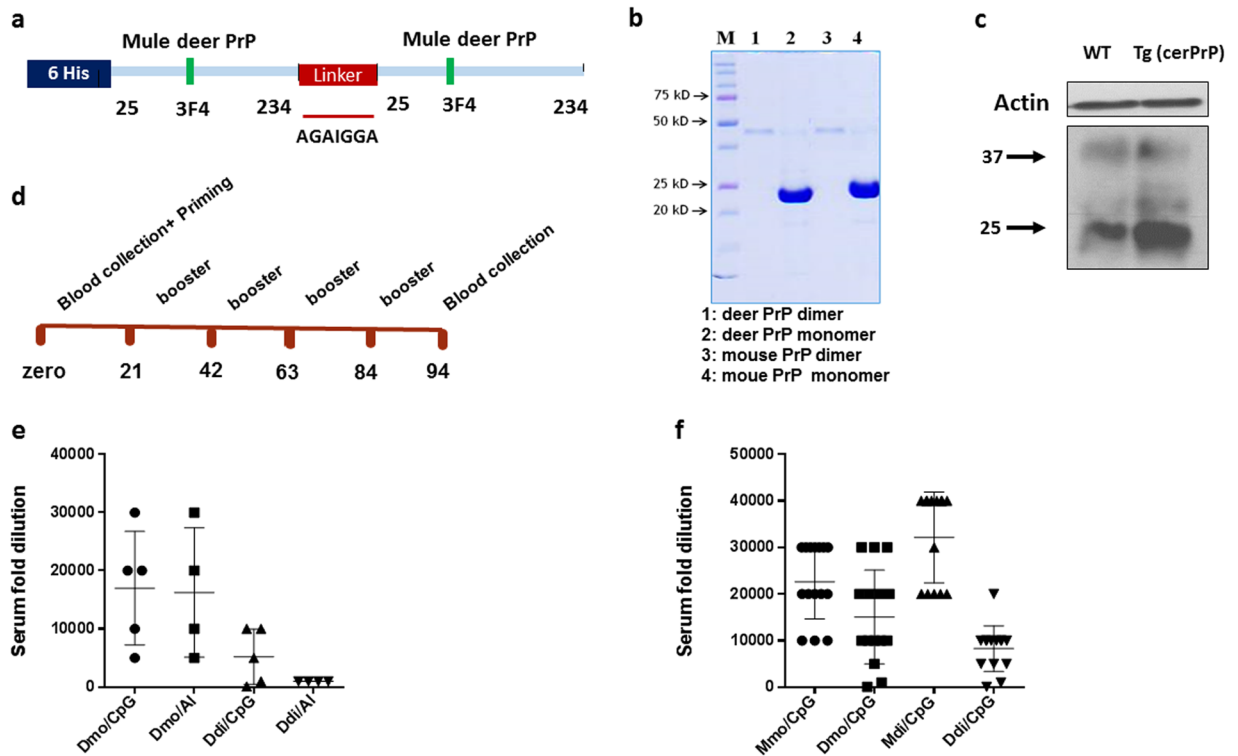 a
Mule deer PrP
Mule deer PrP
6 His
Linker
25
3F4
234
25
3F4
234
AGAIGGA
b
M 1 2 3 4
75 kD
50 kD
25 kD
20 kD
1: deer PrP dimer
2: deer PrP monomer
3: mouse PrP dimer
4: moue PrP monomer
c
WT Tg (cerPrP)
Actin
37
25
d
Blood collection+ Priming
booster
booster
booster
booster
Blood collection
zero 21 42 63 84 94
e
Serum fold dilution
40000
30000
20000
10000
0
Dmo/CpG
Dmo/Al
Ddi/CpG
Ddi/Al
f
Serum fold dilution
50000
40000
30000
20000
10000
0
Mmo/CpG
Dmo/CpG
Mdi/CpG
Ddi/CpG